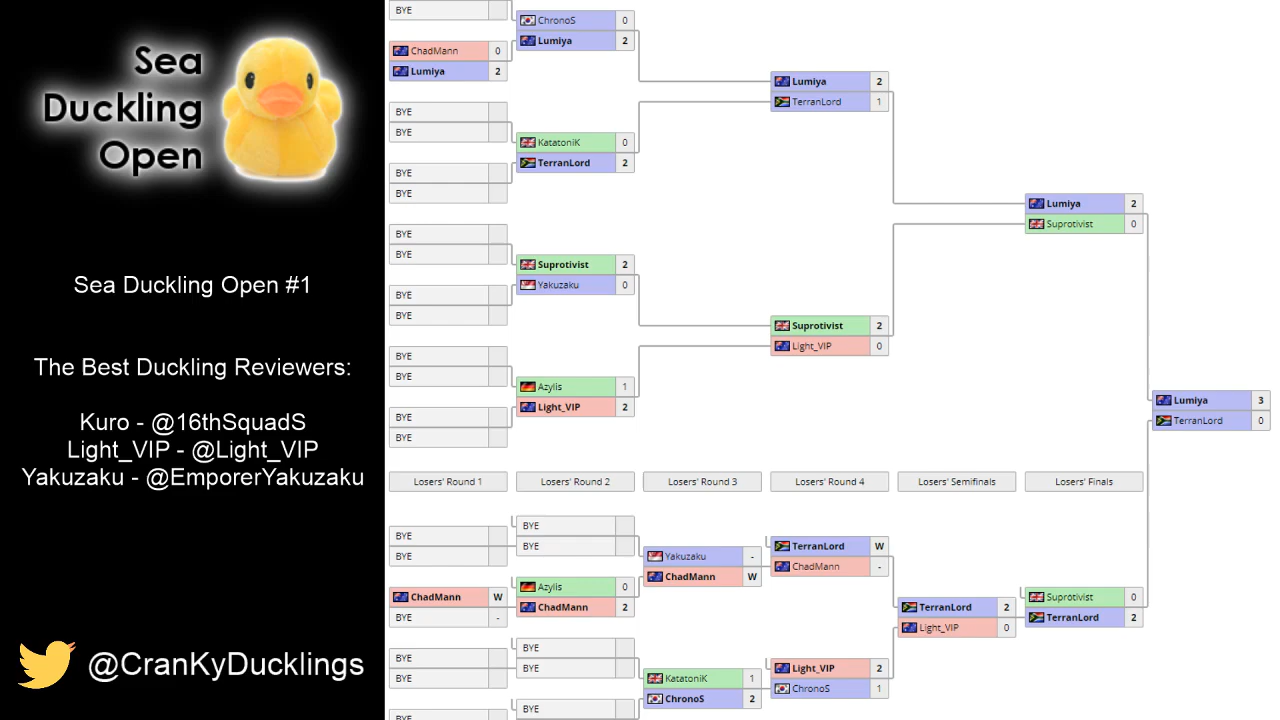 Sea
Duckling
Open
Sea Duckling Open #1
The Best Duckling Reviewers:
Kuro - @16thSquadS
Light_VIP - @Light_VIP
Yakuzaku - @EmporerYakuzaku
@CranKyDucklings
BYE
ChadMann 0
Lumiya 2
BYE
BYE
BYE
BYE
BYE
BYE
BYE
BYE
BYE
BYE
BYE
BYE
ChronoS 0
Lumiya 2
KatatoniK 0
TerranLord 2
Suprotivist 2
Yakuzaku 0
Azylis 1
Light_VIP 2
Lumiya 2
TerranLord 1
Suprotivist 2
Light_VIP 0
Lumiya 2
Suprotivist 0
Lumiya 3
TerranLord 0
Losers' Round 1
Losers' Round 2
Losers' Round 3
Losers' Round 4
Losers' Semifinals
Losers' Finals
BYE
BYE
ChadMann W
BYE -
BYE
BYE
BYE
BYE
BYE
Azylis 0
ChadMann 2
BYE
BYE
BYE
Yakuzaku -
ChadMann W
KatatoniK 1
ChronoS 2
TerranLord W
ChadMann -
Light_VIP 2
ChronoS 1
TerranLord 2
Light_VIP 0
Suprotivist 0
TerranLord 2